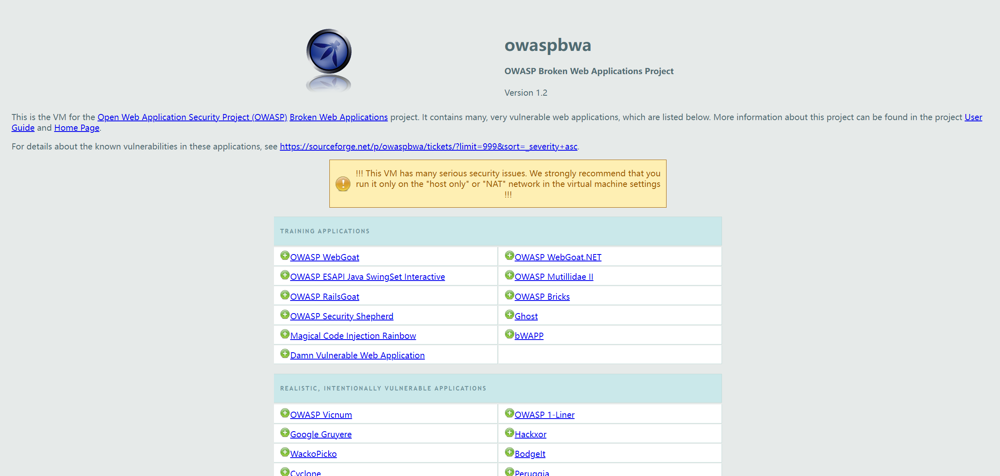 owaspbwa
OWASP Broken Web Applications Project
Version 1.2
This is the VM for the Open Web Application Security Project (OWASP) Broken Web Applications project. It contains many, very vulnerable web applications, which are listed below. More information about this project can be found in the project User
Guide and Home Page.
For details about the known vulnerabilities in these applications, see https://sourceforge.net/p/owaspbwa/tickets/?limit=999&sort=_severity+asc.
!!! This VM has many serious security issues. We strongly recommend that you
run it only on the "host only" or "NAT" network in the virtual machine settings
!!!
TRAINING APPLICATIONS
OWASP WebGoat
OWASP WebGoat.NET
OWASP ESAPI Java SwingSet Interactive
OWASP Mutillidae II
OWASP RailsGoat
OWASP Bricks
OWASP Security Shepherd
Ghost
Magical Code Injection Rainbow
bWAPP
Damn Vulnerable Web Application
REALISTIC, INTENTIONALLY VULNERABLE APPLICATIONS
OWASP Vicnum
OWASP 1-Liner
Google Gruyere
Hackxor
WackoPicko
BodgeIt
Cyclone
Peruggia